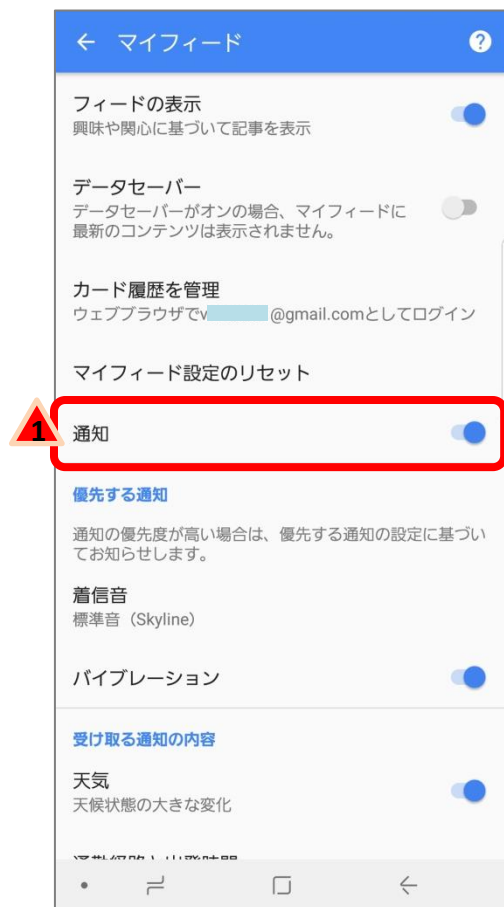 マイフィード
フィードの表示
興味や関心に基づいて記事を表示
データセーバー
データセーバーがオンの場合、マイフィードに
最新のコンテンツは表示されません。
カード履歴を管理
ウェブブラウザでv @gmail.comとしてログイン
マイフィード設定のリセット
1
通知
優先する通知
通知の優先度が高い場合は、優先する通知の設定に基づい
てお知らせします。
着信音
標準音（Skyline）
バイブレーション
受け取る通知の内容
天気
天候状態の大きな変化